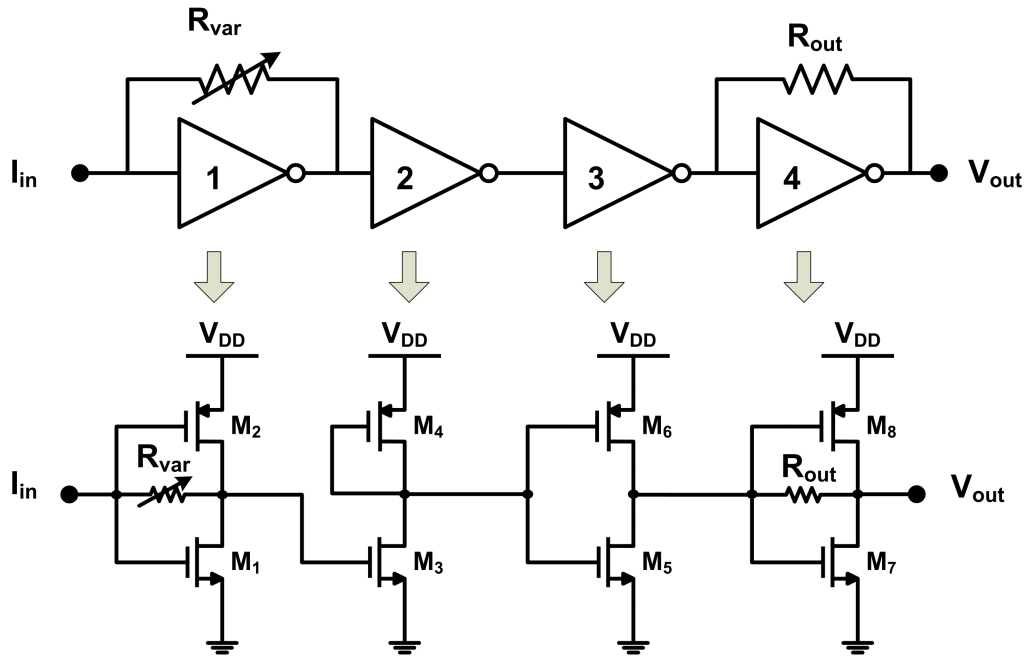 Rvar
Rout
Iin
1
2
3
4
Vout
VDD
VDD
VDD
VDD
M2
M4
M6
M8
Rvar
Rout
Iin
Vout
M1
M3
M5
M7